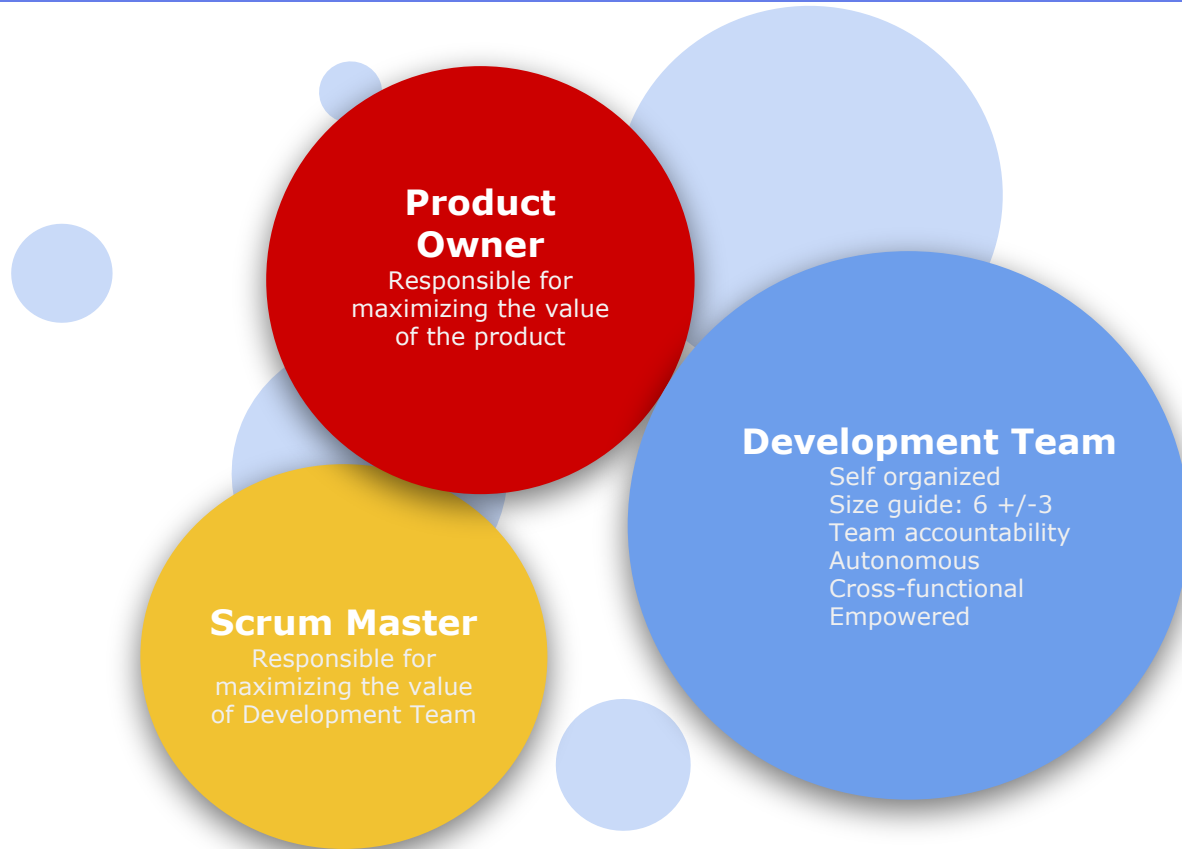 Product
Owner
Responsible for
maximizing the value
of the product
Development Team
Self organized
Size guide: 6 +/-3
Team accountability
Autonomous
Cross-functional
Empowered
Scrum Master
Responsible for
maximizing the value
of Development Team